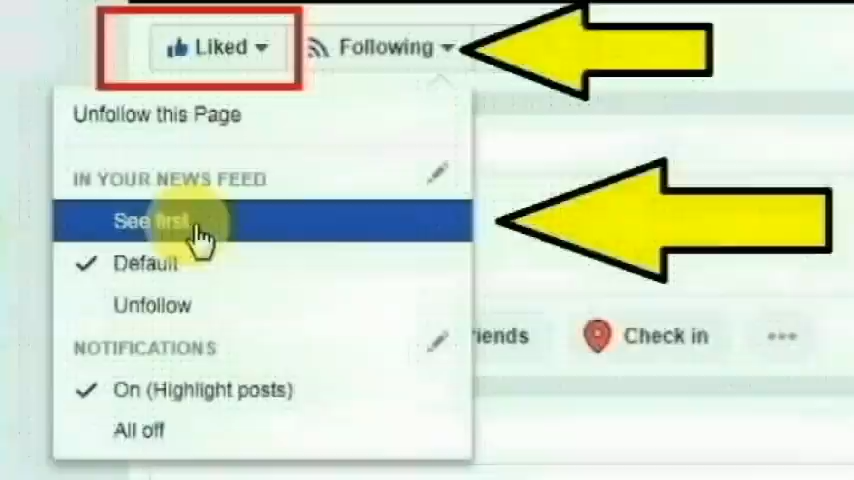 Liked Following
Unfollow this Page
IN YOUR NEWS FEED
See first
Default
Unfollow
riends Check in
NOTIFICATIONS
On (Highlight posts)
All off